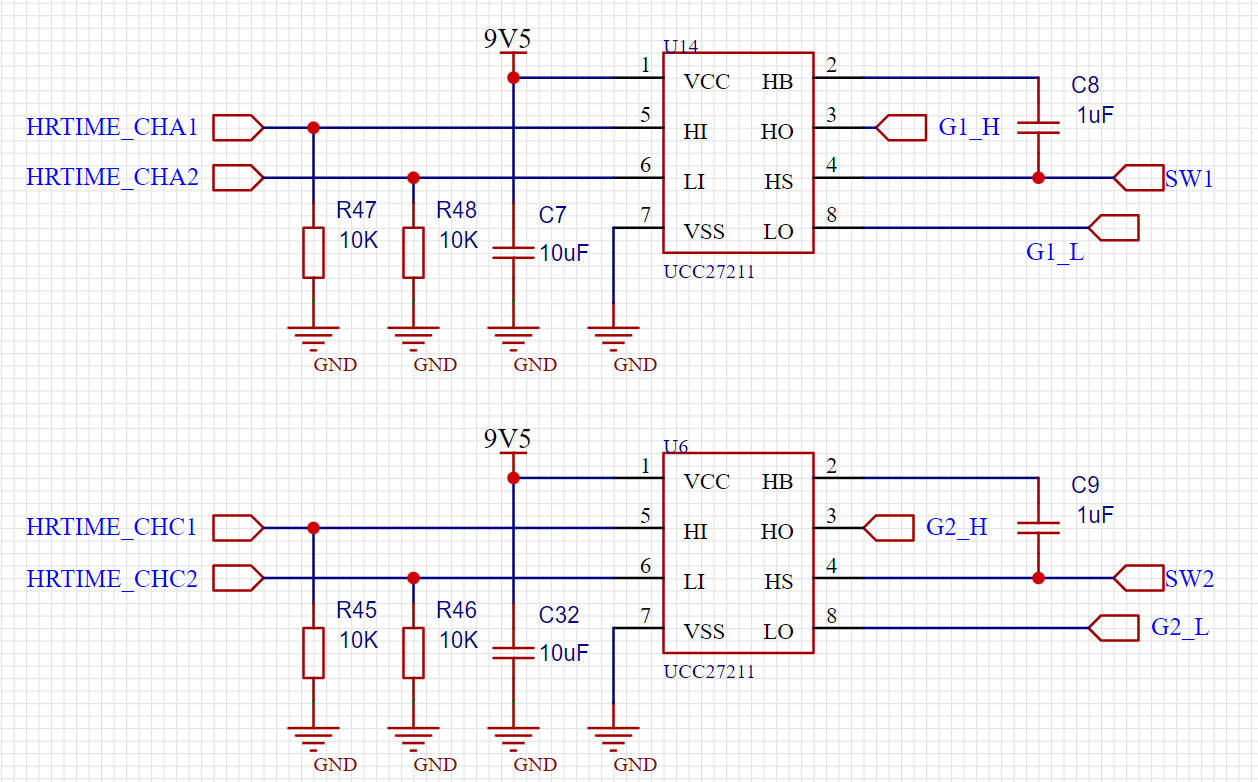 9V5
U14
1 VCC HB 2
C8
1uF
HRTIME_CHA1
5 HI HO 3
G1_H
HRTIME_CHA2
6 LI HS 4
SW1
R47
10K
R48
10K
C7
10uF
7 VSS LO 8
G1_L
UCC27211
GND
GND
GND
GND
9V5
U6
1 VCC HB 2
C9
1uF
HRTIME_CHC1
5 HI HO 3
G2_H
HRTIME_CHC2
6 LI HS 4
SW2
R45
10K
R46
10K
C32
10uF
7 VSS LO 8
G2_L
UCC27211
GND
GND
GND
GND